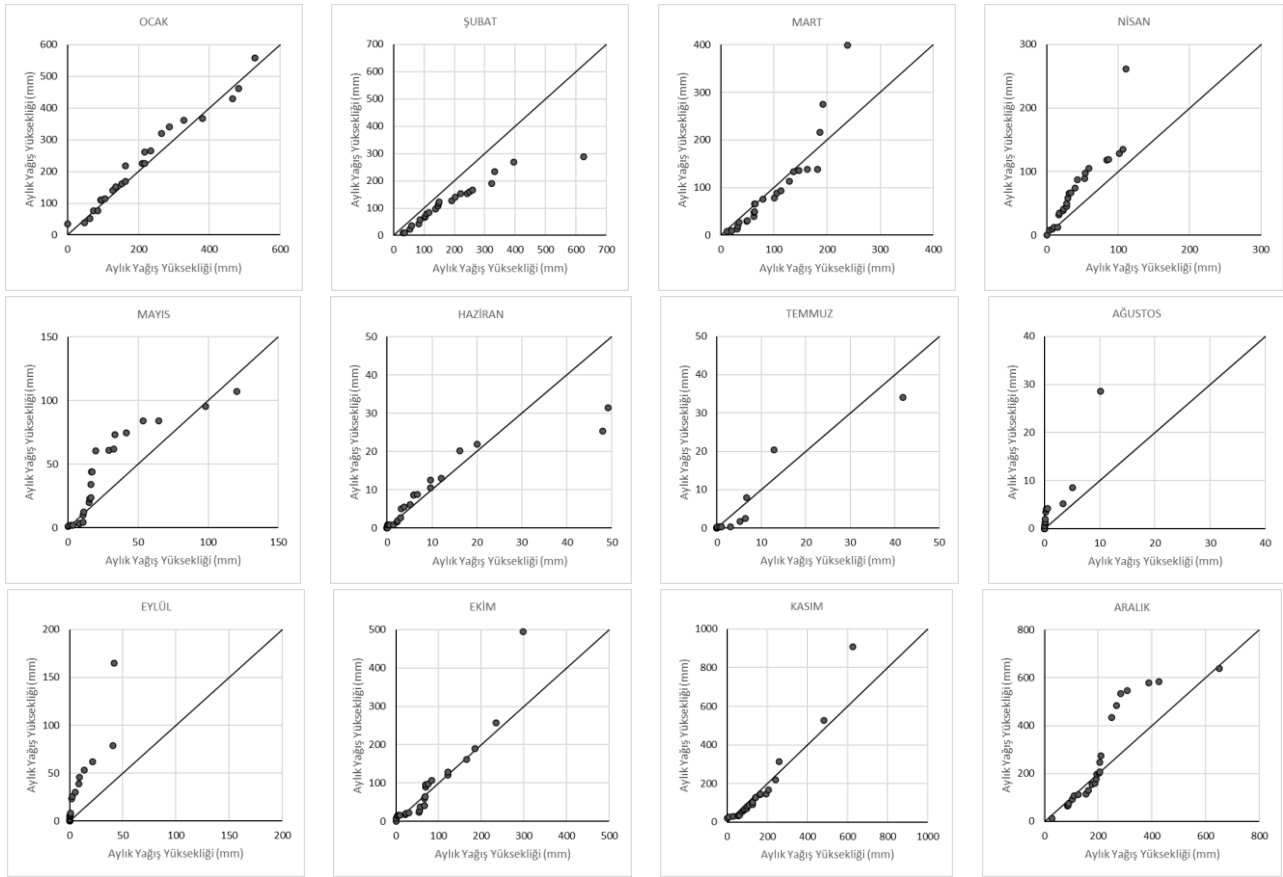 OCAK
Aylık Yağış Yüksekliği (mm)
600
500
400
300
200
100
0
0 200 400 600
Aylık Yağış Yüksekliği (mm)
ŞUBAT
Aylık Yağış Yüksekliği (mm)
700
600
500
400
300
200
100
0
0 100 200 300 400 500 600 700
Aylık Yağış Yüksekliği (mm)
MART
Aylık Yağış Yüksekliği (mm)
400
300
200
100
0
0 100 200 300 400
Aylık Yağış Yüksekliği (mm)
NİSAN
Aylık Yağış Yüksekliği (mm)
300
200
100
0
0 100 200 300
Aylık Yağış Yüksekliği (mm)
MAYIS
Aylık Yağış Yüksekliği (mm)
150
100
50
0
0 50 100 150
Aylık Yağış Yüksekliği (mm)
HAZİRAN
Aylık Yağış Yüksekliği (mm)
50
40
30
20
10
0
0 10 20 30 40 50
Aylık Yağış Yüksekliği (mm)
TEMMUZ
Aylık Yağış Yüksekliği (mm)
50
40
30
20
10
0
0 10 20 30 40 50
Aylık Yağış Yüksekliği (mm)
AĞUSTOS
Aylık Yağış Yüksekliği (mm)
40
30
20
10
0
0 10 20 30 40
Aylık Yağış Yüksekliği (mm)
EYLÜL
Aylık Yağış Yüksekliği (mm)
200
150
100
50
0
0 50 100 150 200
Aylık Yağış Yüksekliği (mm)
EKİM
Aylık Yağış Yüksekliği (mm)
500
400
300
200
100
0
0 100 200 300 400 500
Aylık Yağış Yüksekliği (mm)
KASIM
Aylık Yağış Yüksekliği (mm)
1000
800
600
400
200
0
0 200 400 600 800 1000
Aylık Yağış Yüksekliği (mm)
ARALIK
Aylık Yağış Yüksekliği (mm)
800
600
400
200
0
0 200 400 600 800
Aylık Yağış Yüksekliği (mm)